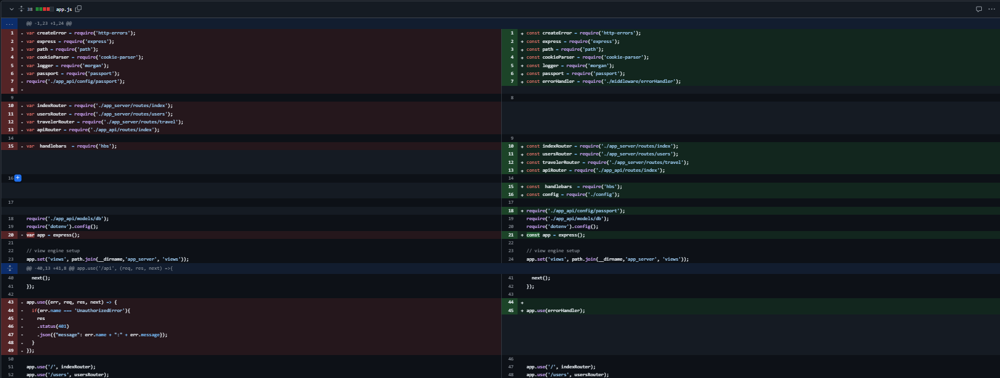 38 app.js
@@ -1,23 +1,24 @@
1 - var createError = require('http-errors');
2 - var express = require('express');
3 - var path = require('path');
4 - var cookieParser = require('cookie-parser');
5 - var logger = require('morgan');
6 - var passport = require('passport');
7 - require('./app_api/config/passport');
8 -
9
10 - var indexRouter = require('./app_server/routes/index');
11 - var usersRouter = require('./app_server/routes/users');
12 - var travelerRouter = require('./app_server/routes/travel');
13 - var apiRouter = require('./app_api/routes/index');
14
15 - var  handlebars  = require('hbs');
16
17
18 require('./app_api/models/db');
19 require('dotenv').config();
20 - var app = express();
21
22 // view engine setup
23 app.set('views', path.join(__dirname,'app_server', 'views'));
@@ -40,13 +41,8 @@ app.use('/api', (req, res, next) =>{
40 next();
41 });
42
43 - app.use((err, req, res, next) => {
44 - if(err.name === 'UnauthorizedError'){
45 - res
46 - .status(401)
47 - .json({"message": err.name + ":" + err.message});
48 - }
49 - });
50
51 app.use('/', indexRouter);
52 app.use('/users', usersRouter);
1 + const createError = require('http-errors');
2 + const express = require('express');
3 + const path = require('path');
4 + const cookieParser = require('cookie-parser');
5 + const logger = require('morgan');
6 + const passport = require('passport');
7 + const errorHandler = require('./middleware/errorHandler');
8
9
10 + const indexRouter = require('./app_server/routes/index');
11 + const usersRouter = require('./app_server/routes/users');
12 + const travelerRouter = require('./app_server/routes/travel');
13 + const apiRouter = require('./app_api/routes/index');
14
15 + const  handlebars  = require('hbs');
16 + const config = require('./config');
17
18 + require('./app_api/config/passport');
19 require('./app_api/models/db');
20 require('dotenv').config();
21 + const app = express();
22
23 // view engine setup
24 app.set('views', path.join(__dirname,'app_server', 'views'));
41 next();
42 });
43
44 +
45 + app.use(errorHandler);
46
47 app.use('/', indexRouter);
48 app.use('/users', usersRouter);